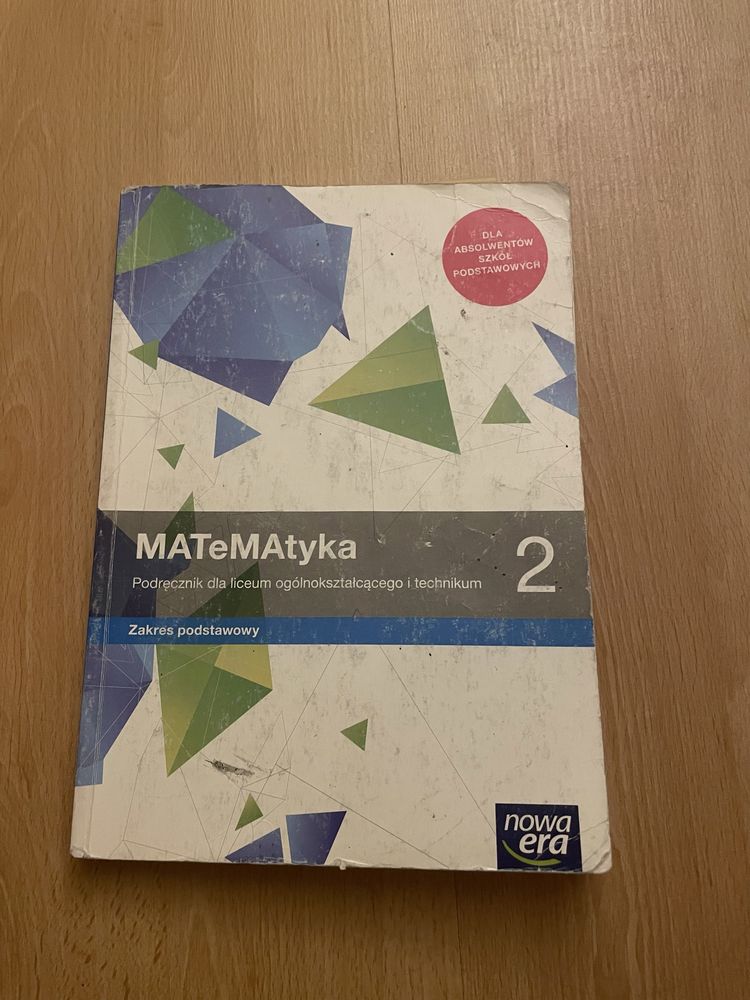 DLA
ABSOLWENTÓW
SZKÓŁ
PODSTAWOWYCH
MATeMAtyka
2
Podręcznik dla liceum ogólnokształcącego i technikum
Zakres podstawowy
nowa
era